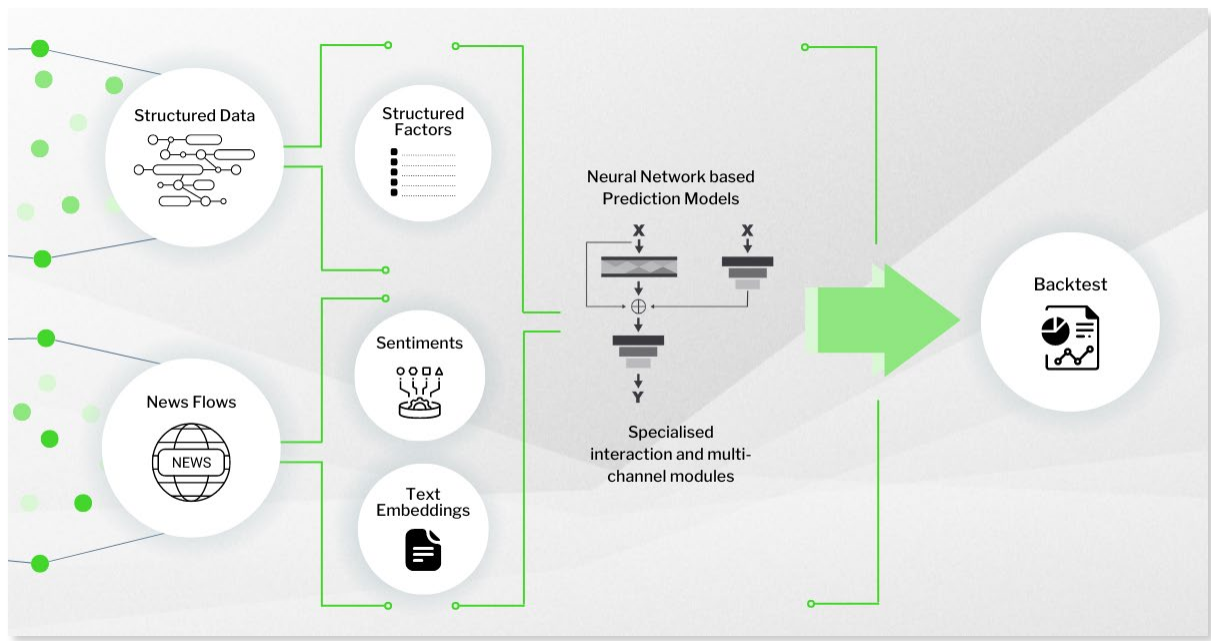 Structured Data
Structured
Factors
Neural Network based
Prediction Models
X
X
Y
Sentiments
News Flows
NEWS
Text
Embeddings
Specialised
interaction and multi-
channel modules
Backtest